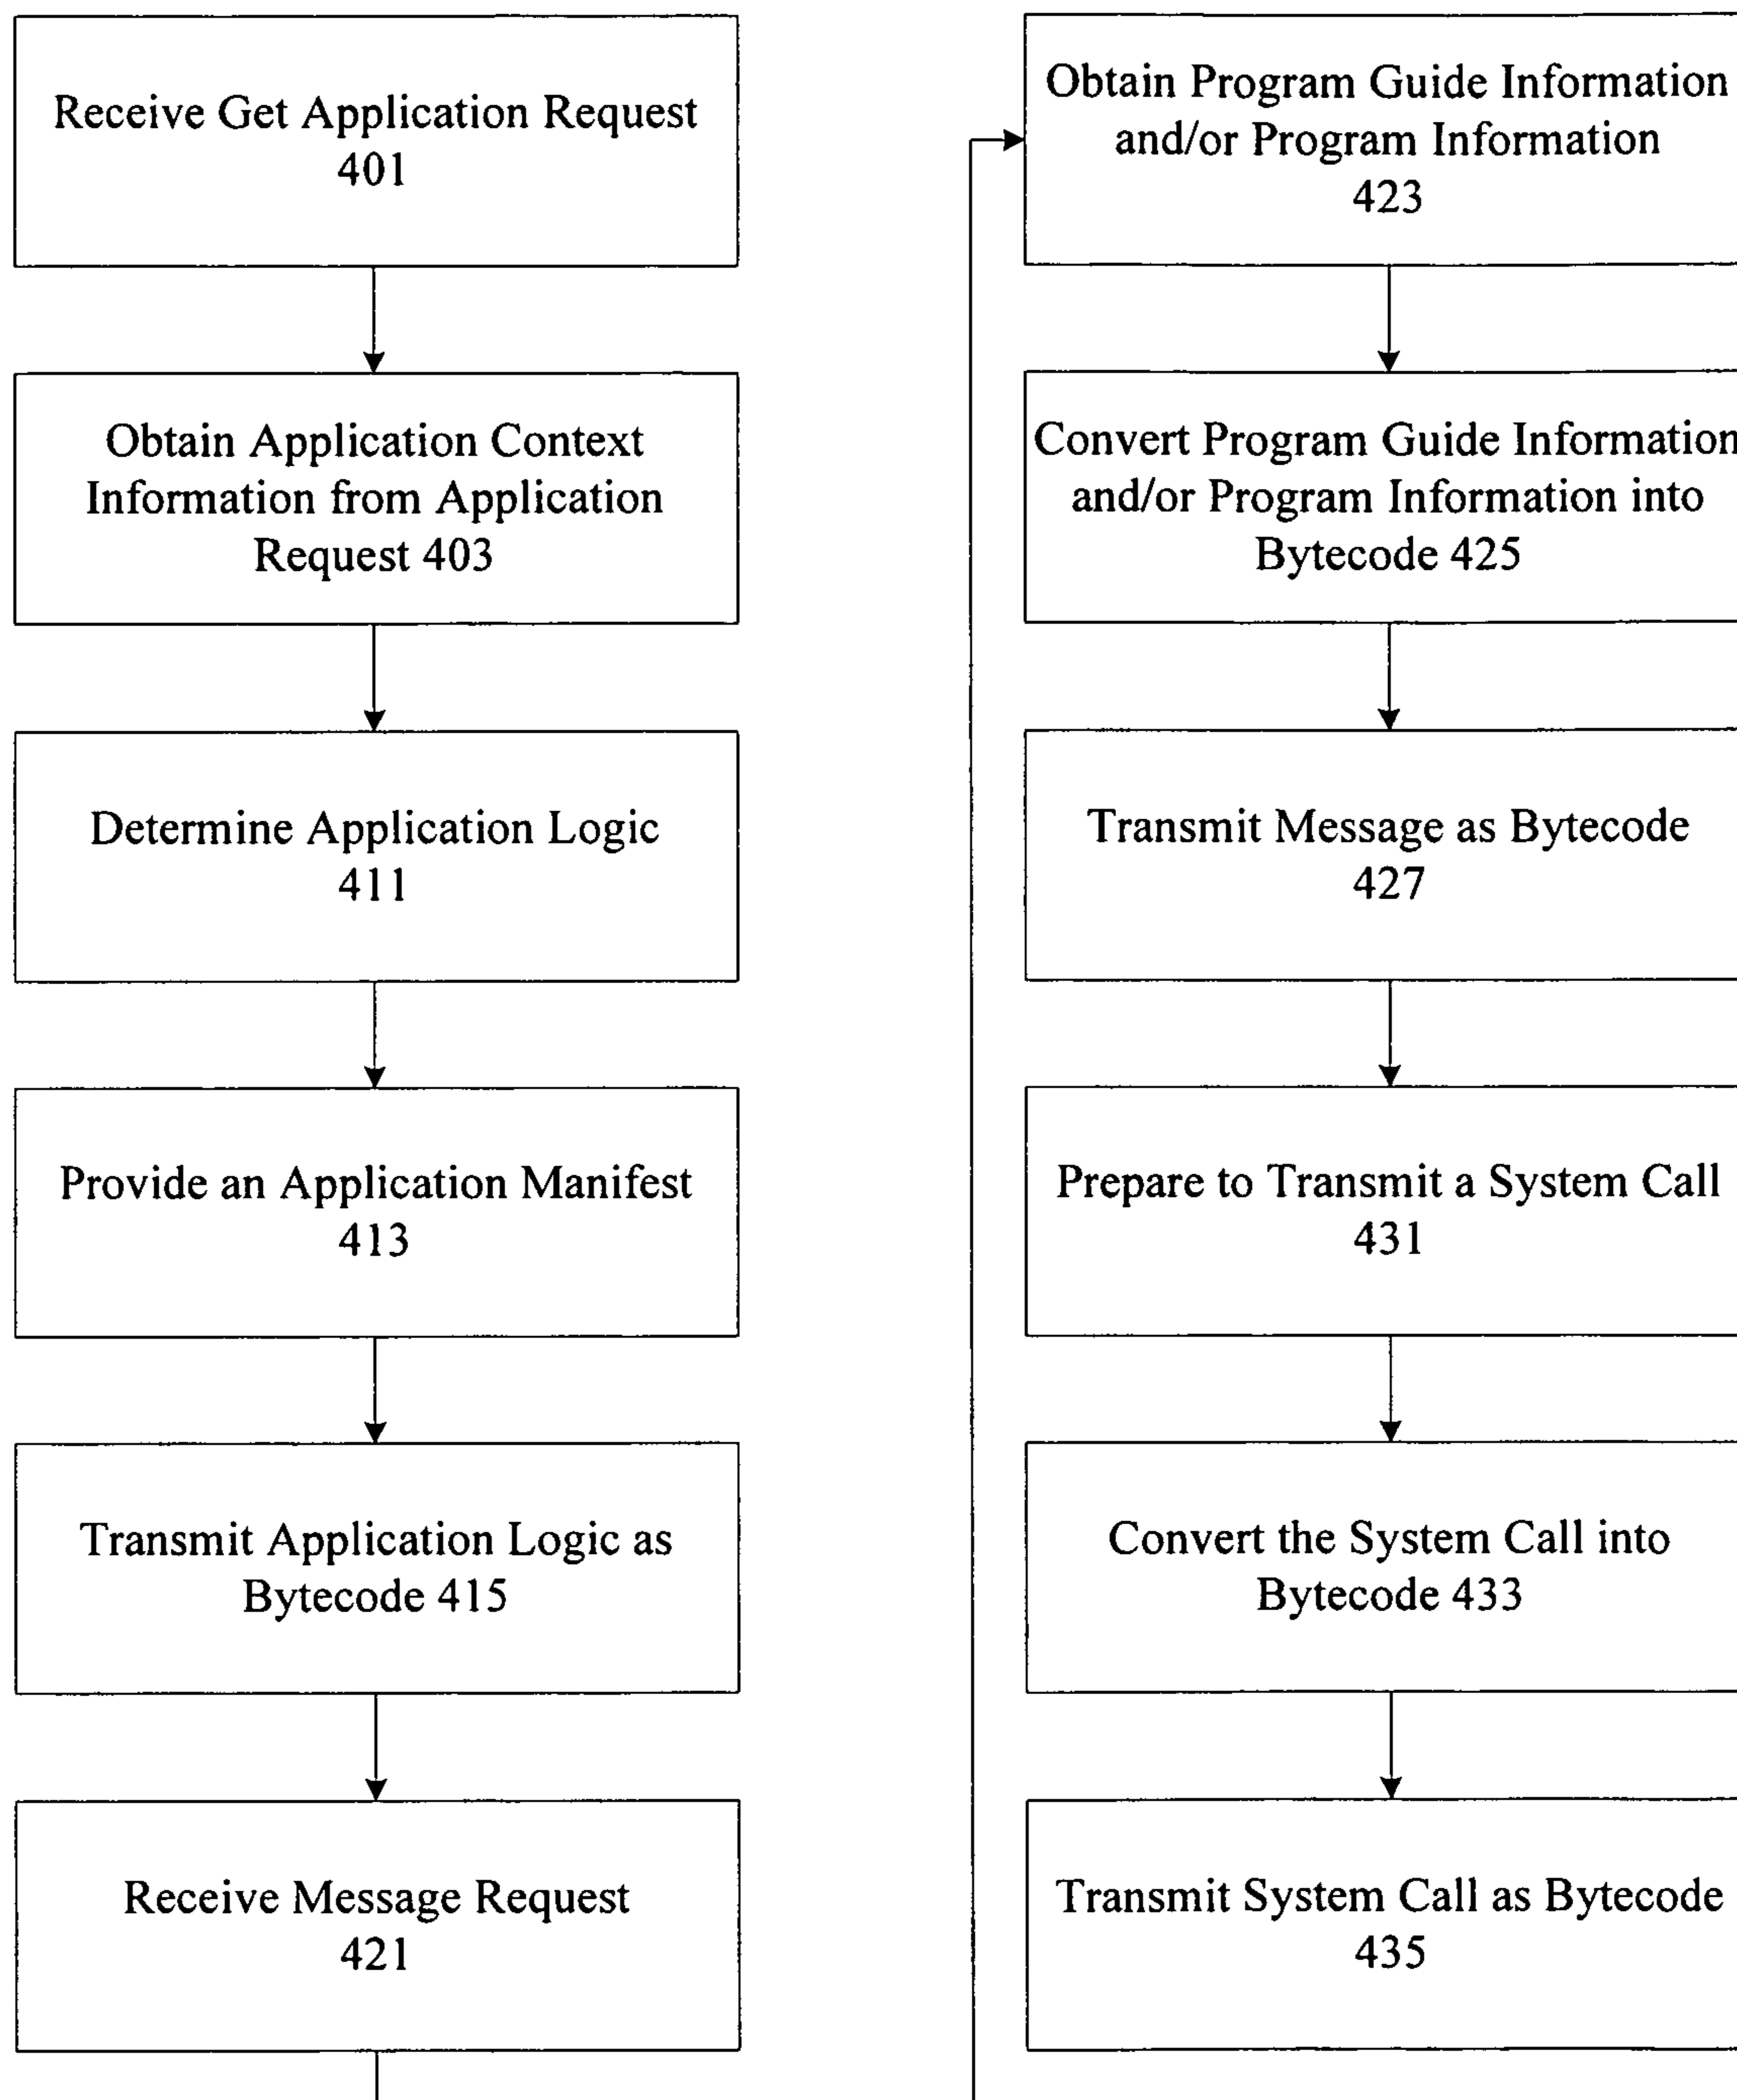 Receive Get Application Request
401
Obtain Application Context
Information from Application
Request 403
Determine Application Logic
411
Provide an Application Manifest
413
Transmit Application Logic as
Bytecode 415
Receive Message Request
421
Obtain Program Guide Information
and/or Program Information
423
Convert Program Guide Information
and/or Program Information into
Bytecode 425
Transmit Message as Bytecode
427
Prepare to Transmit a System Call
431
Convert the System Call into
Bytecode 433
Transmit System Call as Bytecode
435